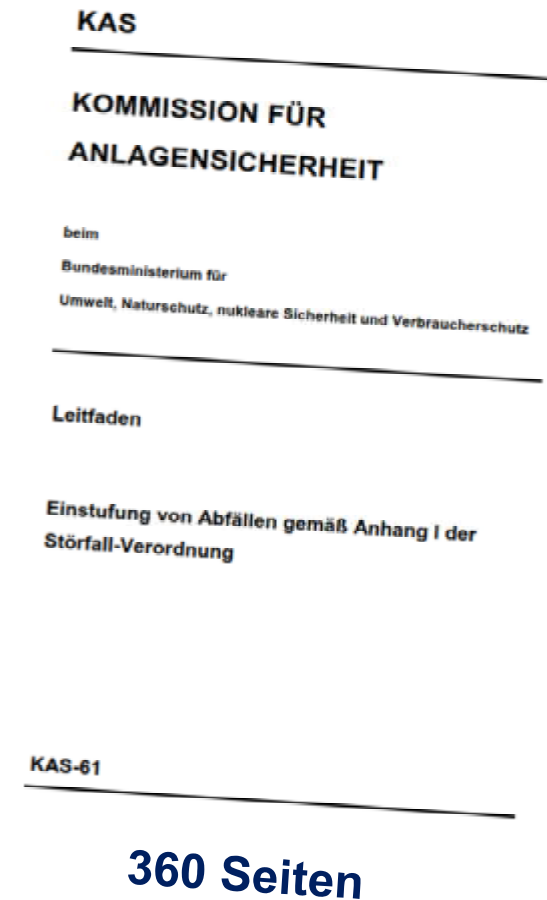 KAS
KOMMISSION FÜR
ANLAGENSICHERHEIT
beim
Bundesministerium für
Umwelt, Naturschutz, nukleare Sicherheit und Verbraucherschutz
Leitfaden
Einstufung von Abfällen gemäß Anhang I der
Störfall-Verordnung
KAS-61
360 Seiten